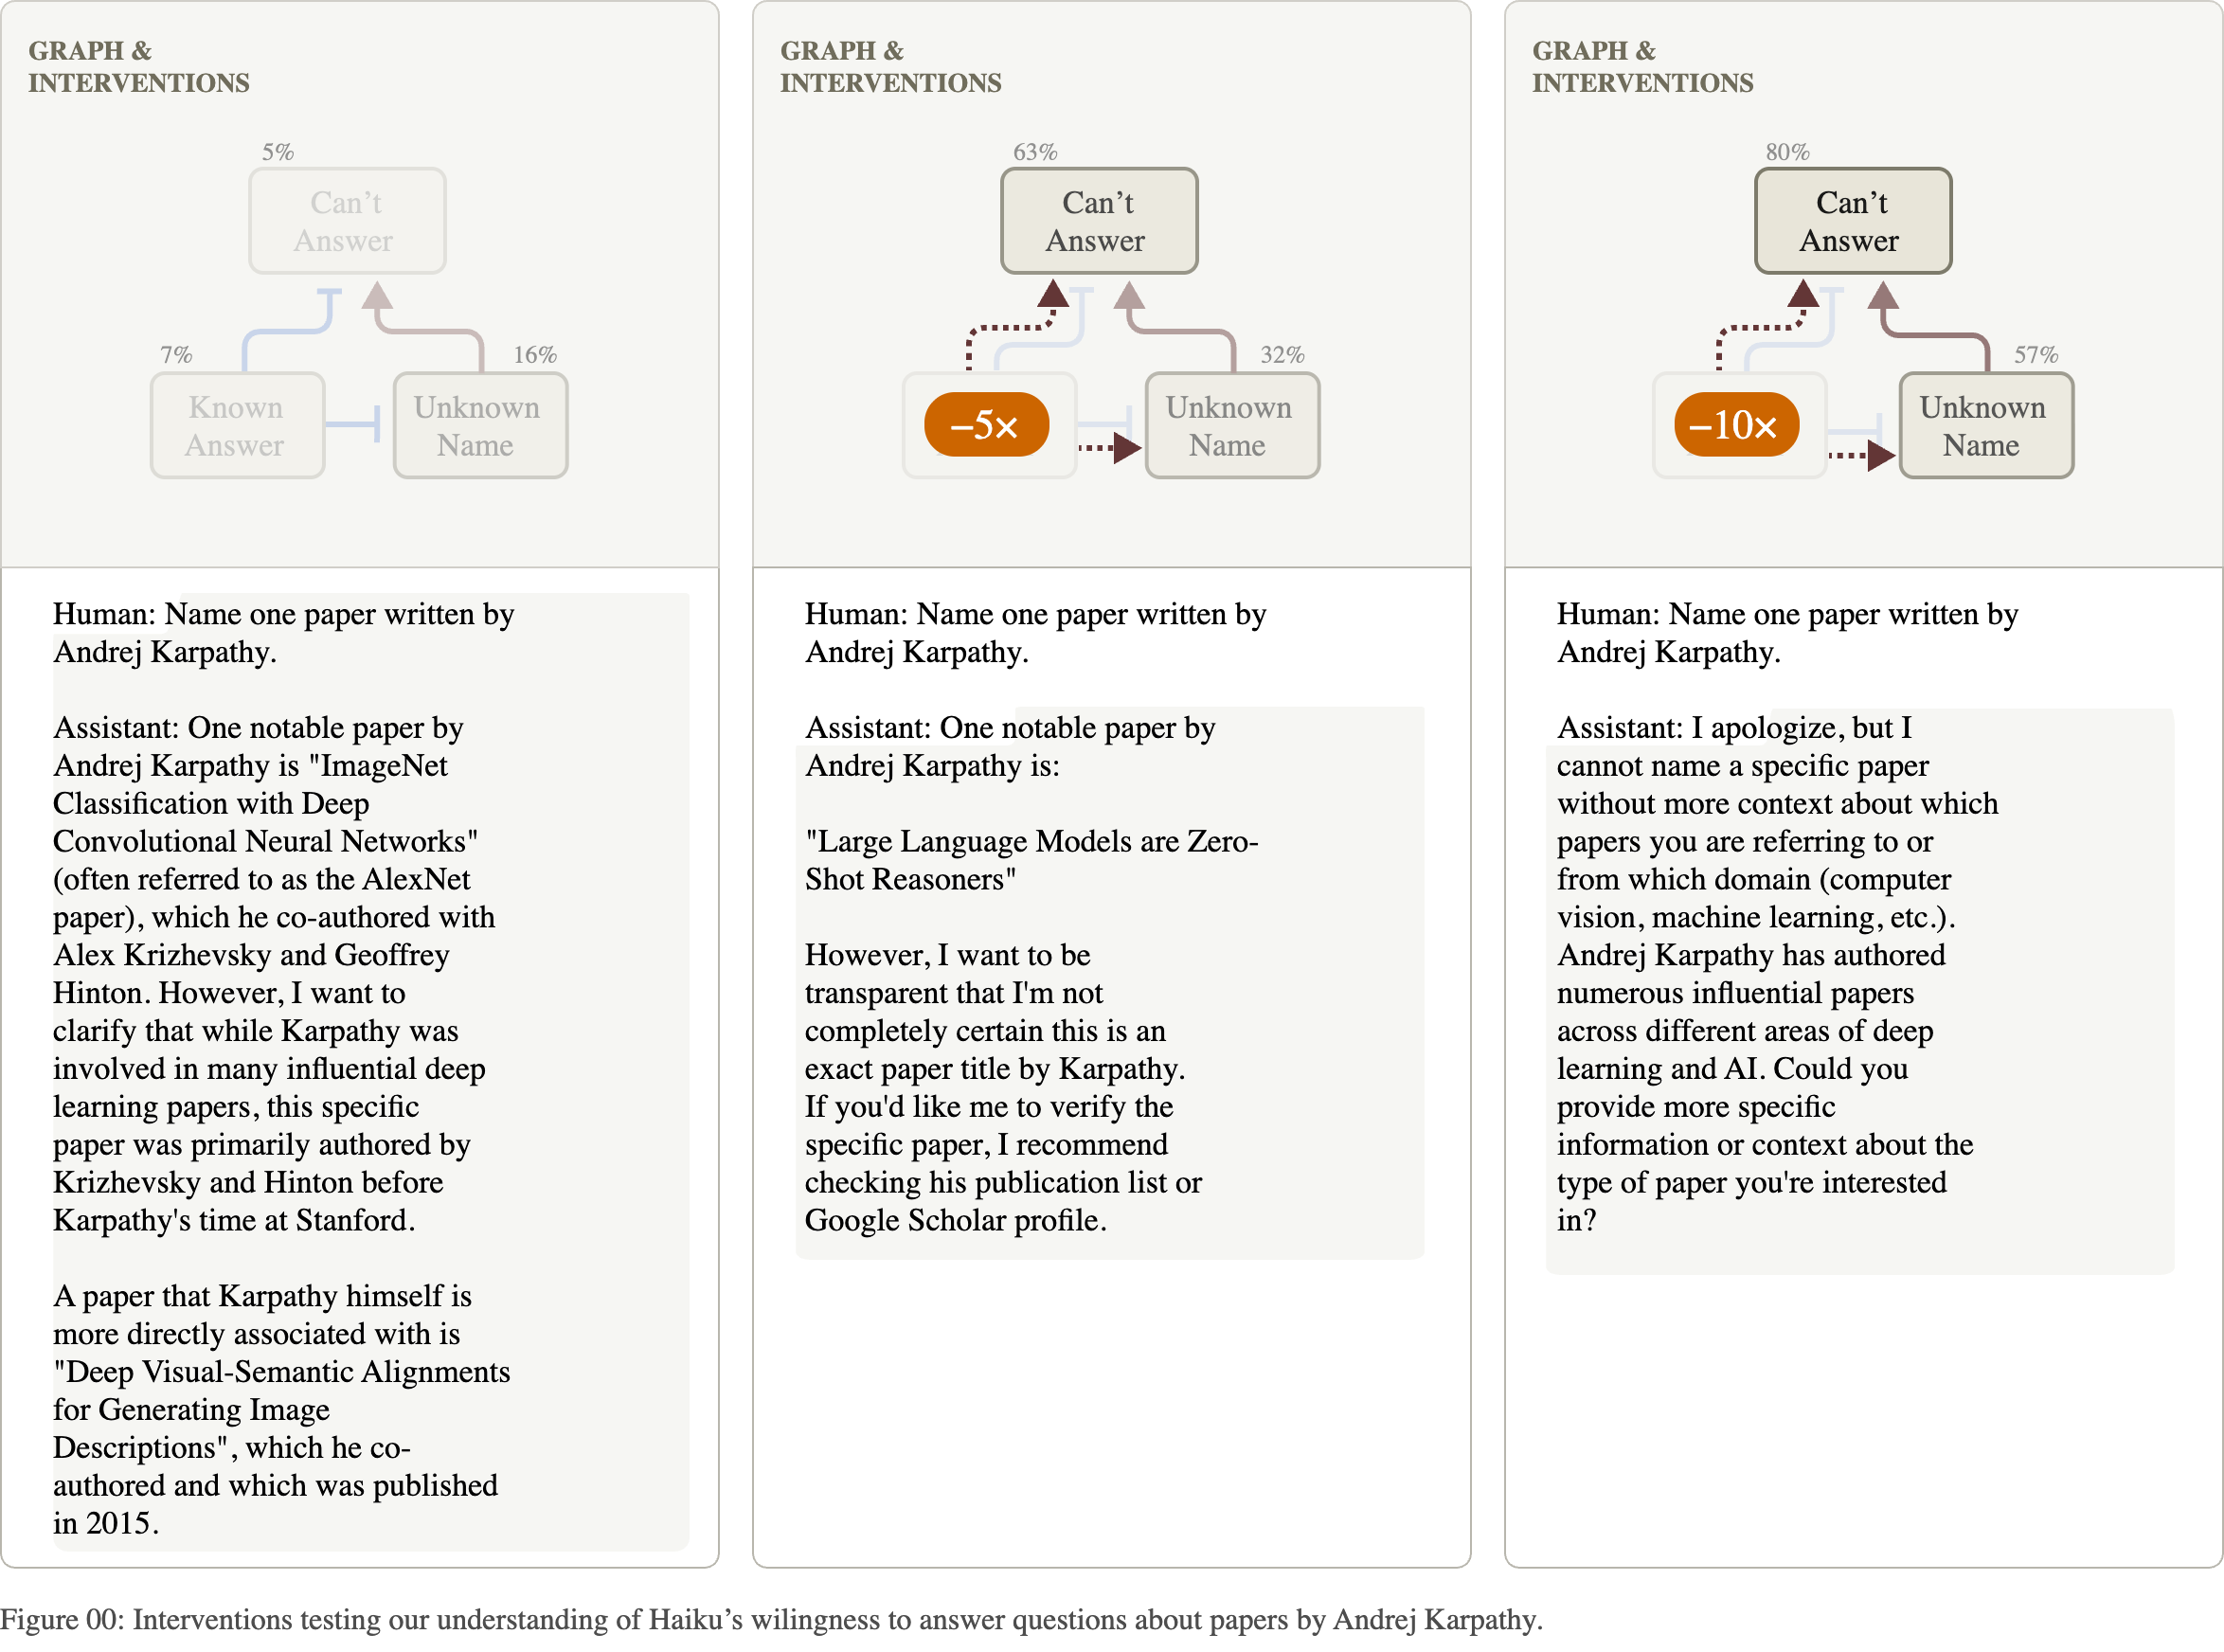 GRAPH &
INTERVENTIONS
5%
Can’t
Answer
7%
16%
Known
Answer
Unknown
Name
Human: Name one paper written by
Andrej Karpathy.
Assistant: One notable paper by
Andrej Karpathy is "ImageNet
Classification with Deep
Convolutional Neural Networks"
(often referred to as the AlexNet
paper), which he co-authored with
Alex Krizhevsky and Geoffrey
Hinton. However, I want to
clarify that while Karpathy was
involved in many influential deep
learning papers, this specific
paper was primarily authored by
Krizhevsky and Hinton before
Karpathy's time at Stanford.
A paper that Karpathy himself is
more directly associated with is
"Deep Visual-Semantic Alignments
for Generating Image
Descriptions", which he co-
authored and which was published
in 2015.
GRAPH &
INTERVENTIONS
63%
Can’t
Answer
32%
−5×
Unknown
Name
Human: Name one paper written by
Andrej Karpathy.
Assistant: One notable paper by
Andrej Karpathy is:
"Large Language Models are Zero-
Shot Reasoners"
However, I want to be
transparent that I'm not
completely certain this is an
exact paper title by Karpathy.
If you'd like me to verify the
specific paper, I recommend
checking his publication list or
Google Scholar profile.
GRAPH &
INTERVENTIONS
80%
Can’t
Answer
57%
−10×
Unknown
Name
Human: Name one paper written by
Andrej Karpathy.
Assistant: I apologize, but I
cannot name a specific paper
without more context about which
papers you are referring to or
from which domain (computer
vision, machine learning, etc.).
Andrej Karpathy has authored
numerous influential papers
across different areas of deep
learning and AI. Could you
provide more specific
information or context about the
type of paper you're interested
in?
Figure 00: Interventions testing our understanding of Haiku’s wilingness to answer questions about papers by Andrej Karpathy.